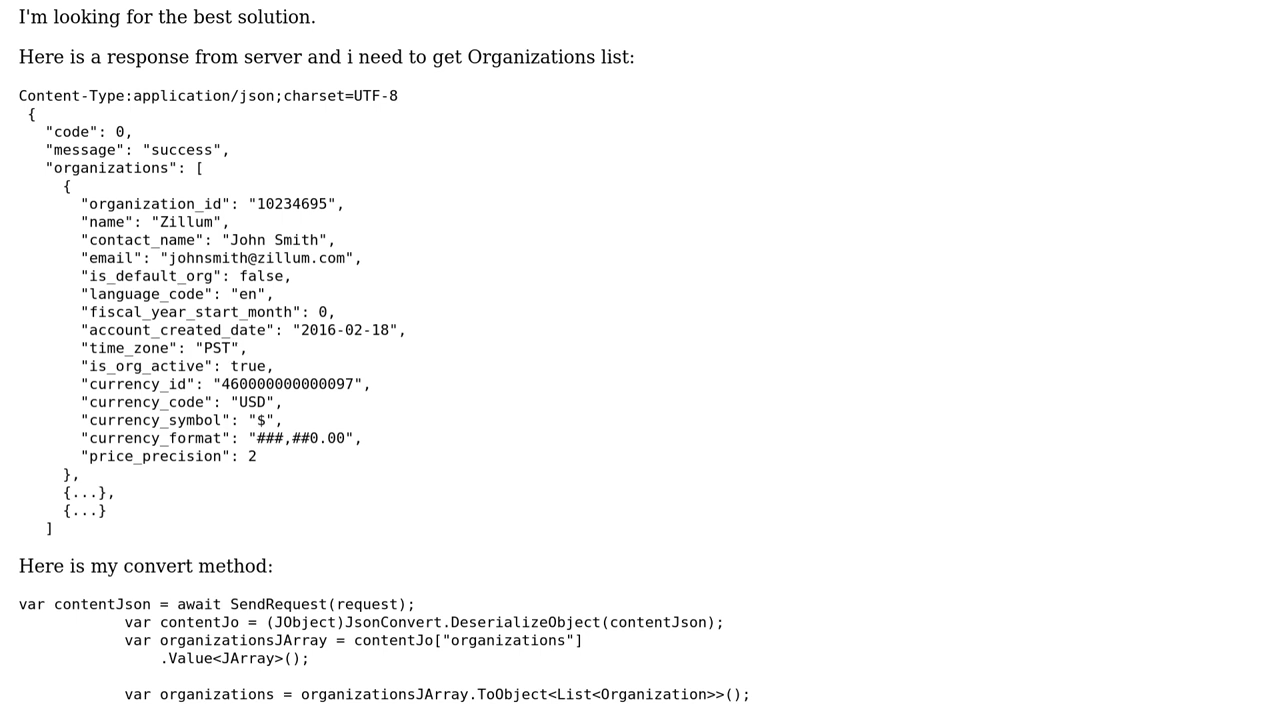 I'm looking for the best solution.
Here is a response from server and i need to get Organizations list:
Content-Type:application/json;charset=UTF-8
 {
   "code": 0,
   "message": "success",
   "organizations": [
     {
       "organization_id": "10234695",
       "name": "Zillum",
       "contact_name": "John Smith",
       "email": "johnsmith@zillum.com",
       "is_default_org": false,
       "language_code": "en",
       "fiscal_year_start_month": 0,
       "account_created_date": "2016-02-18",
       "time_zone": "PST",
       "is_org_active": true,
       "currency_id": "460000000000097",
       "currency_code": "USD",
       "currency_symbol": "$",
       "currency_format": "###,##0.00",
       "price_precision": 2
     },
     {...},
     {...}
   ]
Here is my convert method:
var contentJson = await SendRequest(request);
            var contentJo = (JObject)JsonConvert.DeserializeObject(contentJson);
            var organizationsJArray = contentJo["organizations"]
                .Value<JArray>();
            var organizations = organizationsJArray.ToObject<List<Organization>>();